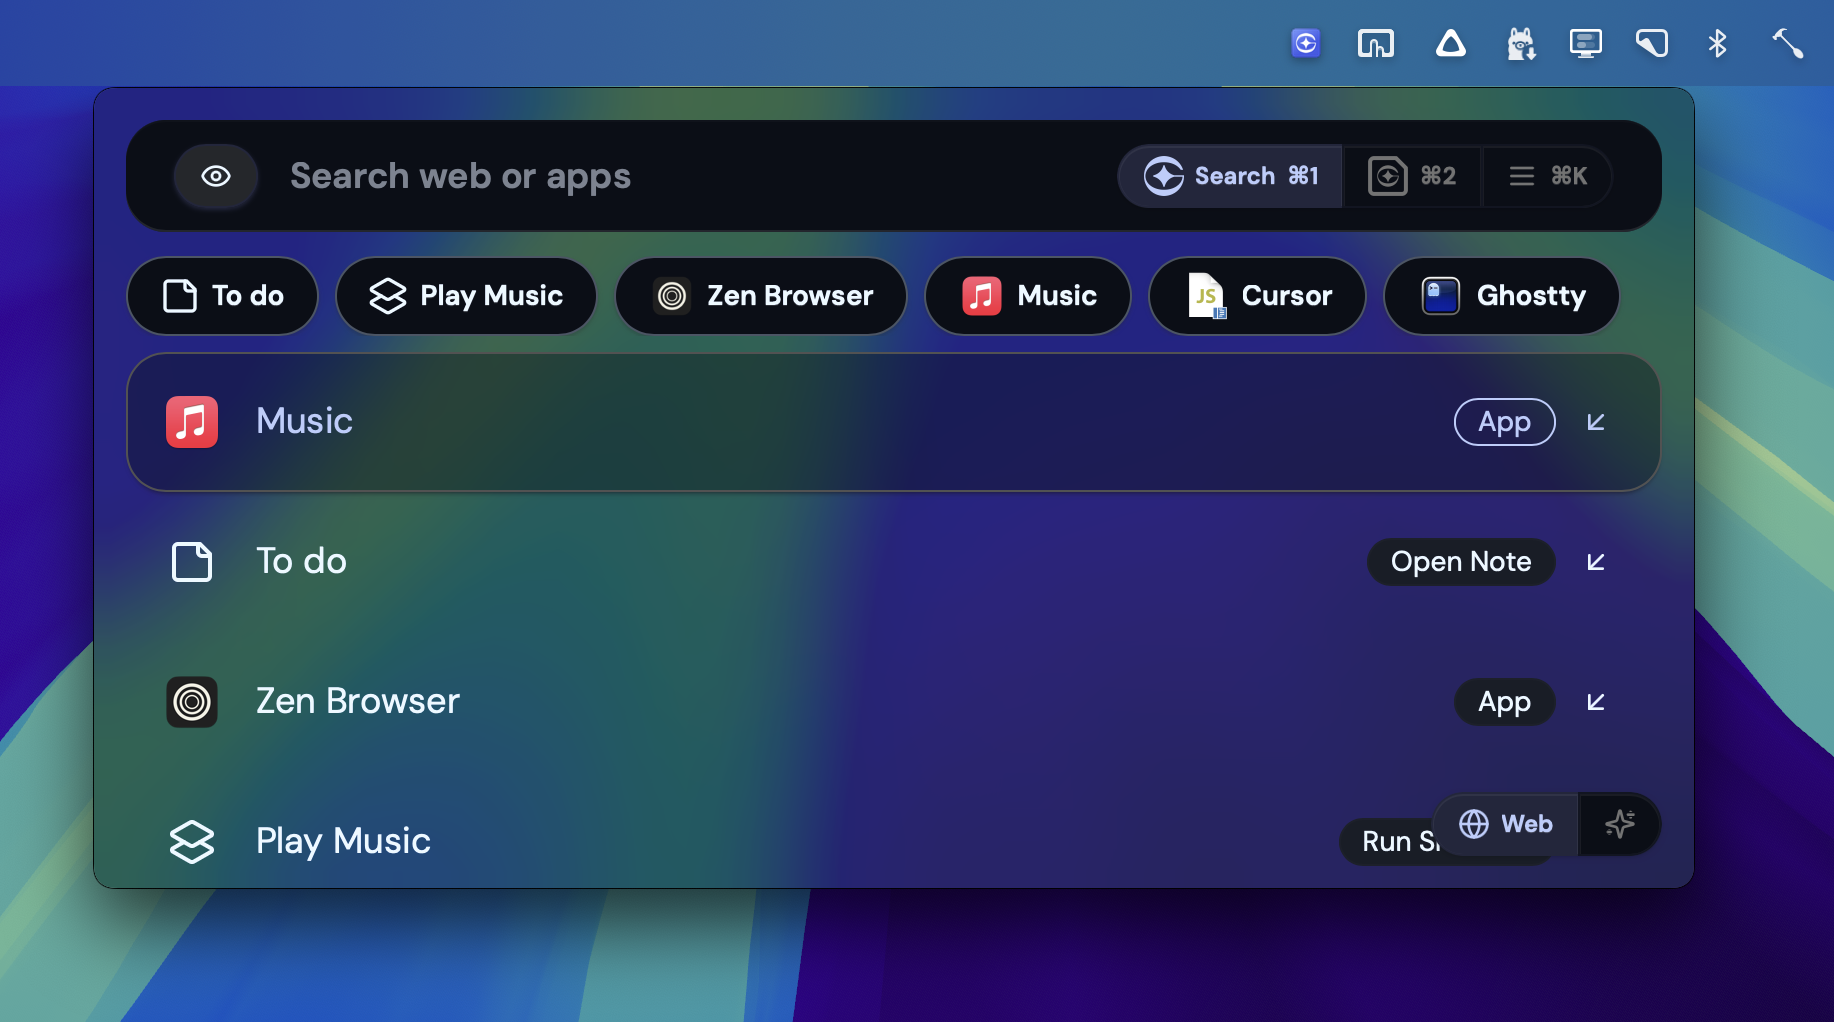 Search web or apps Search ⌘1 ⌘2 ⌘K
To do Play Music Zen Browser Music JS Cursor Ghostty
Music App
To do Open Note
Zen Browser App
Web
Play Music Run